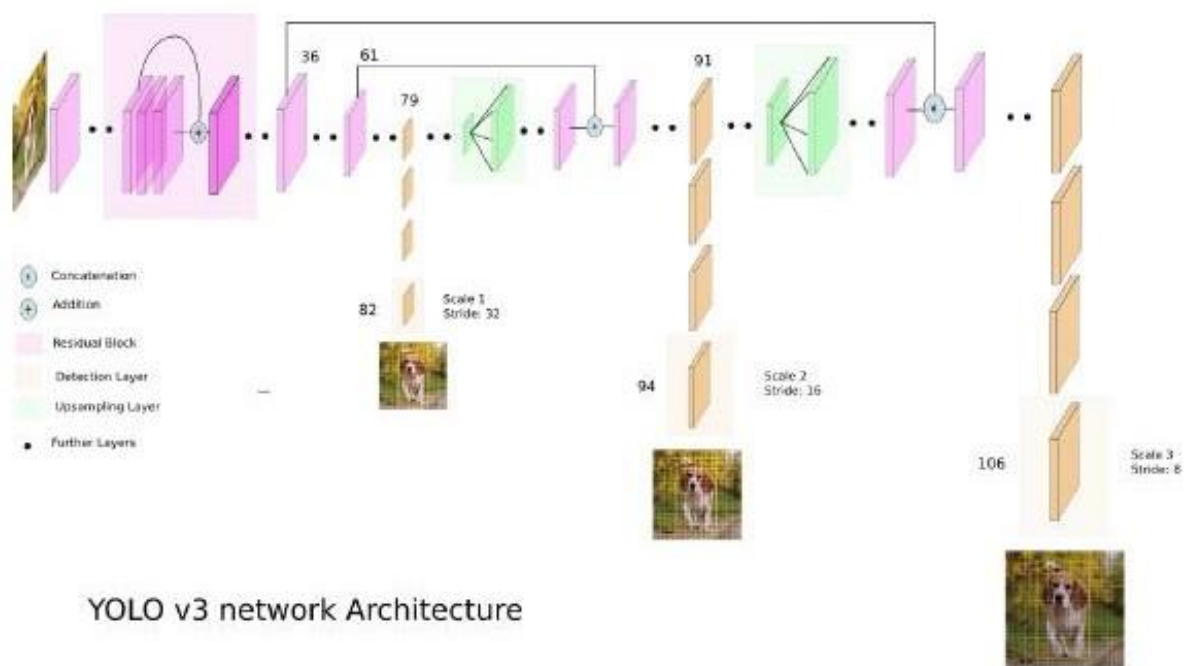 36
61
91
79
Concatenation
Addition
Residual Block
Detection Layer
Upsampling Layer
Further Layers
82
Scale 1
Stride: 32
94
Scale 2
Stride: 16
106
Scale 3
Stride: 8
YOLO v3 network Architecture